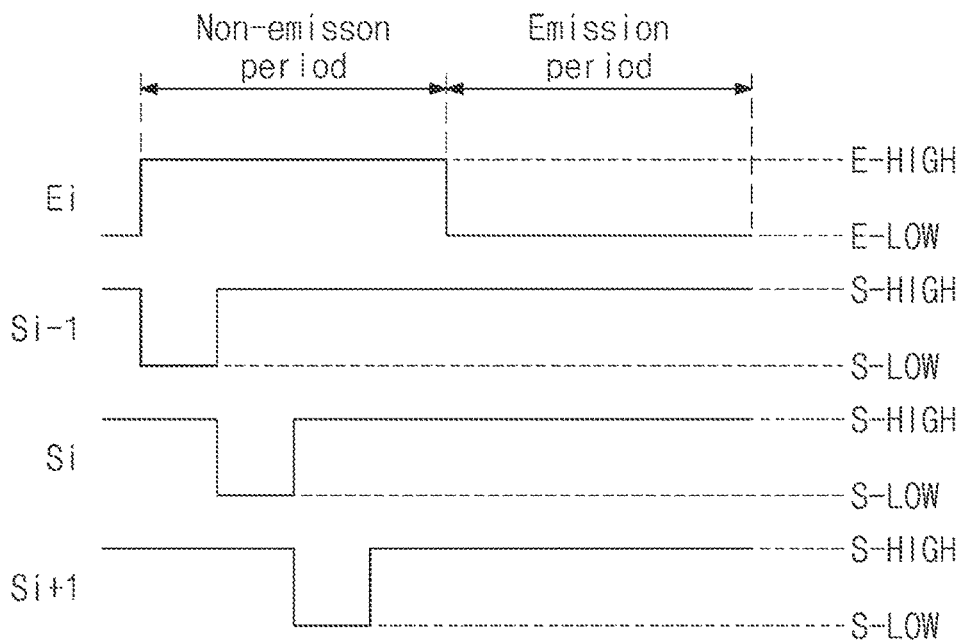 Non-emisson
period
Emission
period
Ei
E-HIGH
E-LOW
Si-1
S-HIGH
S-LOW
Si
S-HIGH
S-LOW
Si+1
S-HIGH
S-LOW